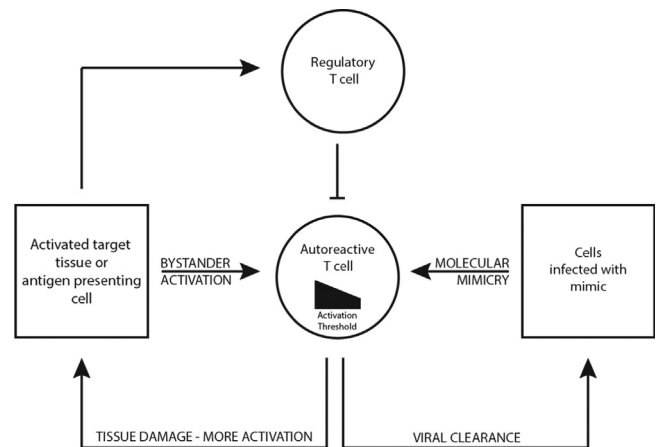 Regulatory
T cell
Activated target
tissue or
antigen presenting
cell
BYSTANDER
ACTIVATION
Autoreactive
T cell
Activation
Threshold
MOLECULAR
MIMICRY
Cells
infected with
mimic
TISSUE DAMAGE - MORE ACTIVATION
VIRAL CLEARANCE